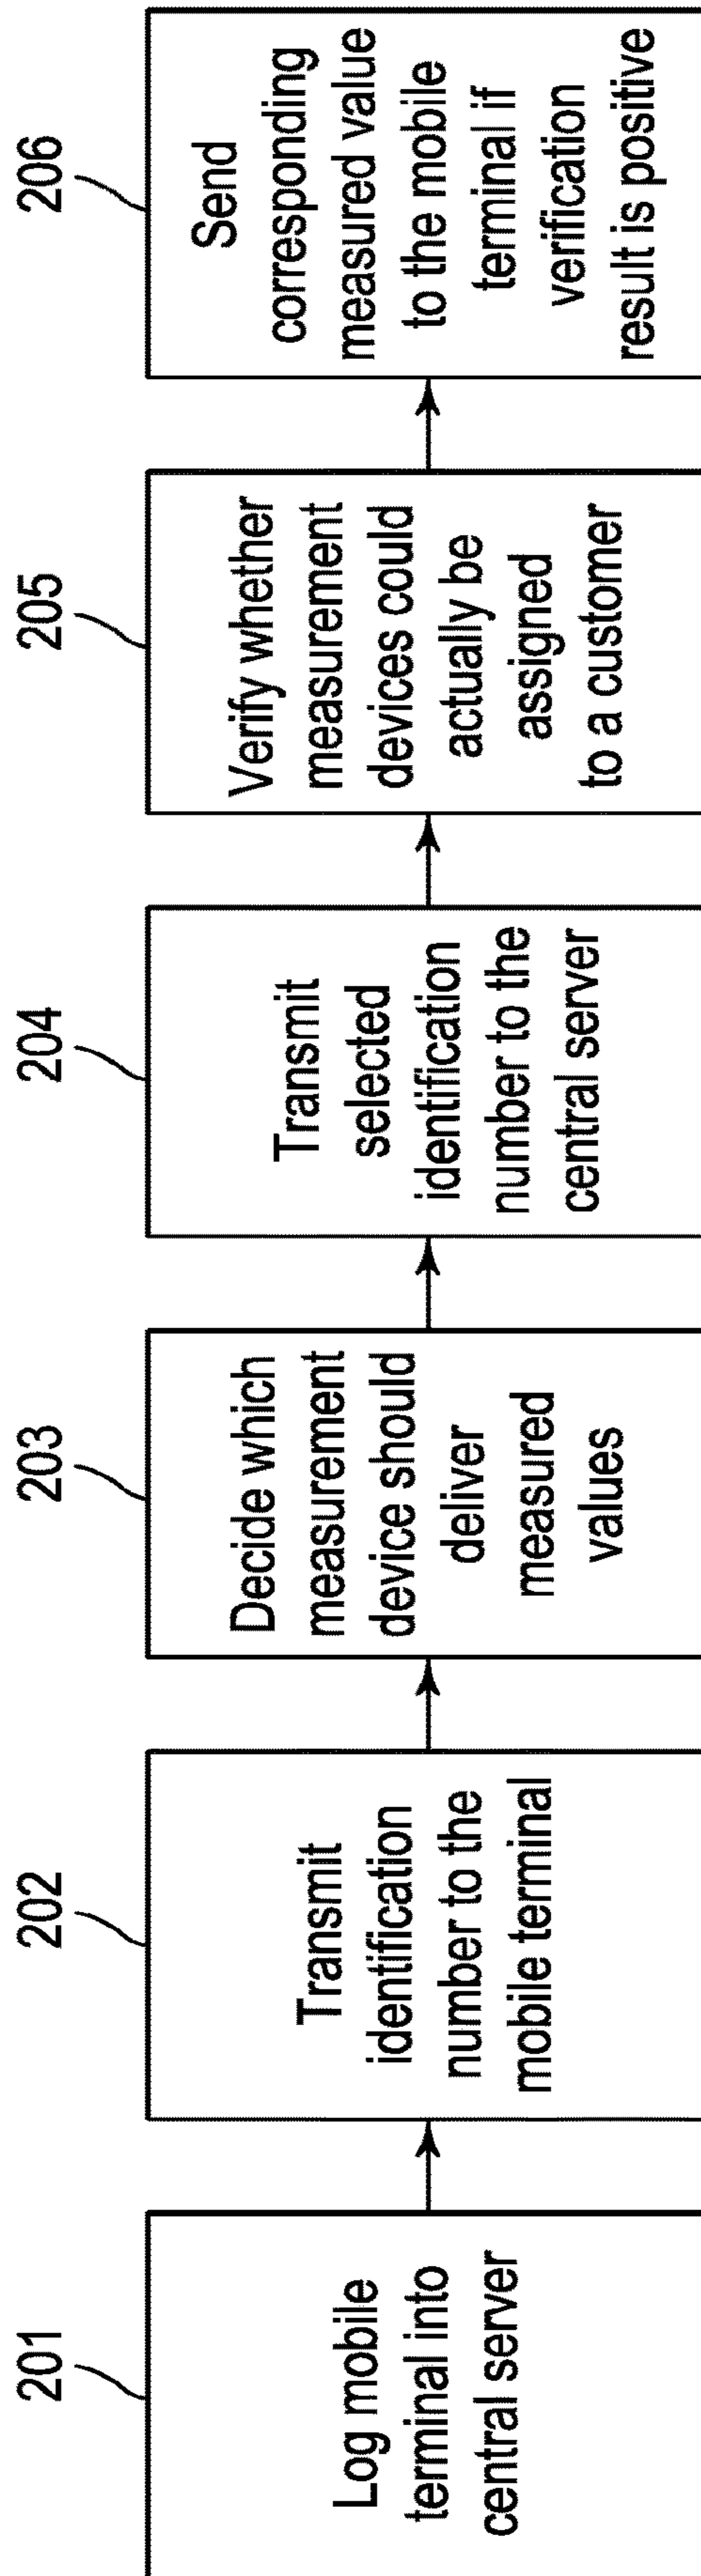 201
Log mobile
terminal into
central server
202
Transmit
identification
number to the
mobile terminal
203
Decide which
measurement
device should
deliver
measured
values
204
Transmit
selected
identification
number to the
central server
205
Verify whether
measurement
devices could
actually be
assigned
to a customer
206
Send
corresponding
measured value
to the mobile
terminal if
verification
result is positive